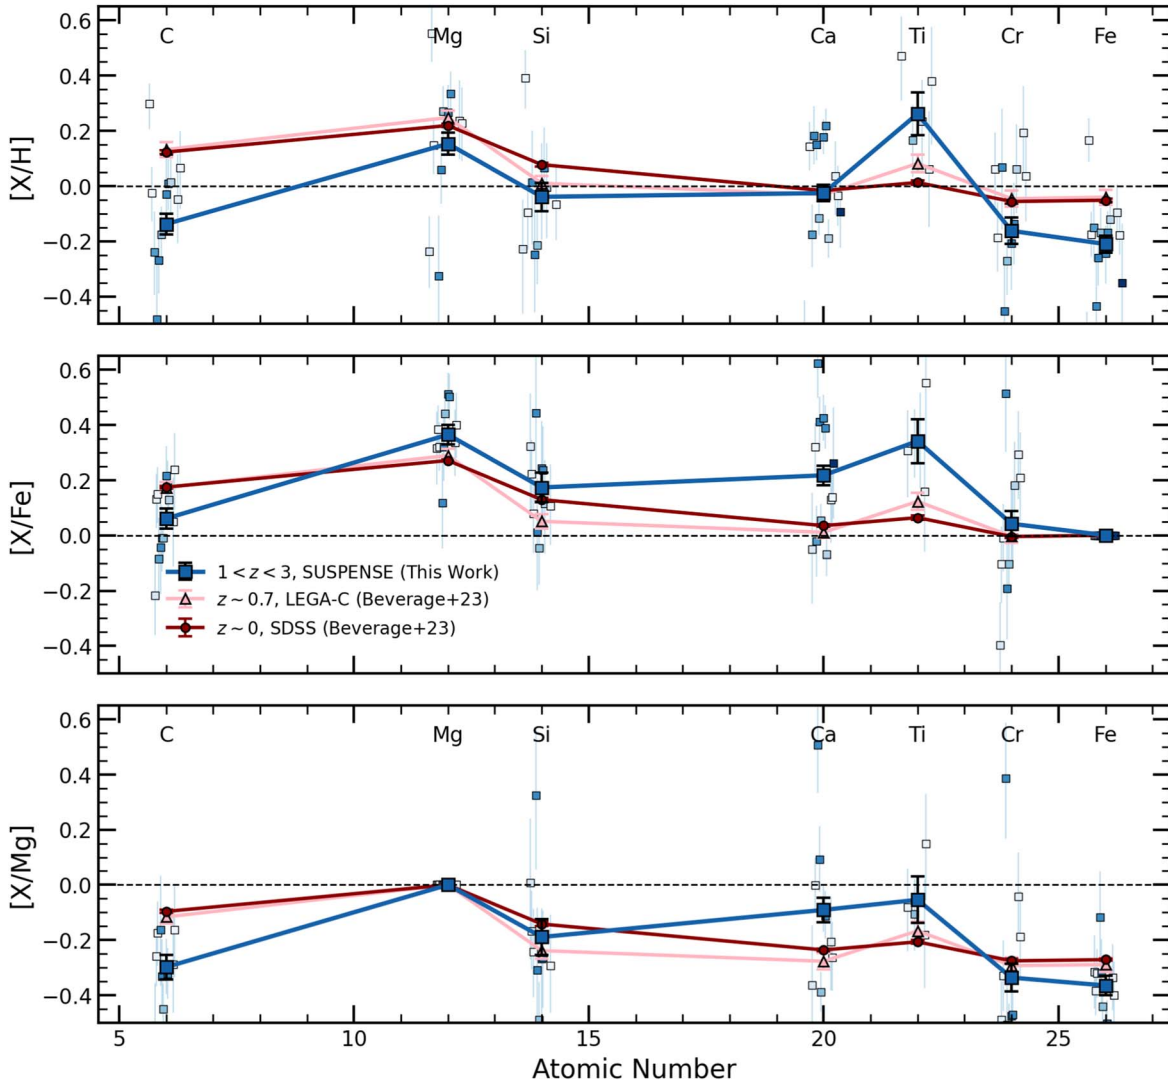 C Mg Si Ca Ti Cr Fe
[X/H]
0.6
0.4
0.2
0.0
−0.2
−0.4
[X/Fe]
0.6
0.4
0.2
0.0
−0.2
−0.4
1 < z < 3, SUSPENSE (This Work)
z ~ 0.7, LEGA-C (Beverage+23)
z ~ 0, SDSS (Beverage+23)
C Mg Si Ca Ti Cr Fe
[X/Mg]
0.6
0.4
0.2
0.0
−0.2
−0.4
5 10 15 20 25
Atomic Number